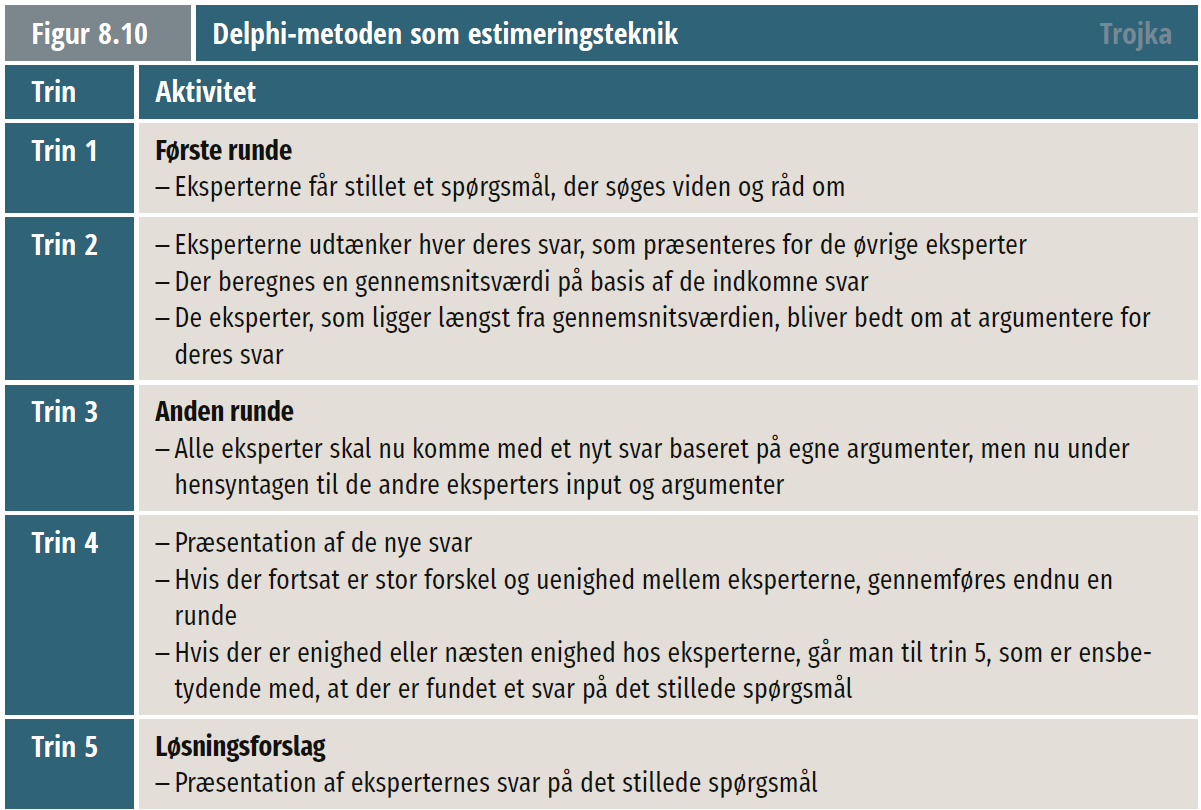 Figur 8.10
Delphi-metoden som estimeringsteknik
Trojka
Trin
Aktivitet
Trin 1
Første runde
– Eksperterne får stillet et spørgsmål, der søges viden og råd om
Trin 2
– Eksperterne udtænker hver deres svar, som præsenteres for de øvrige eksperter
– Der beregnes en gennemsnitsværdi på basis af de indkomne svar
– De eksperter, som ligger længst fra gennemsnitsværdien, bliver bedt om at argumentere for
deres svar
Trin 3
Anden runde
– Alle eksperter skal nu komme med et nyt svar baseret på egne argumenter, men nu under
hensyntagen til de andre eksperters input og argumenter
Trin 4
– Præsentation af de nye svar
– Hvis der fortsat er stor forskel og uenighed mellem eksperterne, gennemføres endnu en
runde
– Hvis der er enighed eller næsten enighed hos eksperterne, går man til trin 5, som er ensbe-
tydende med, at der er fundet et svar på det stillede spørgsmål
Trin 5
Løsningsforslag
– Præsentation af eksperternes svar på det stillede spørgsmål